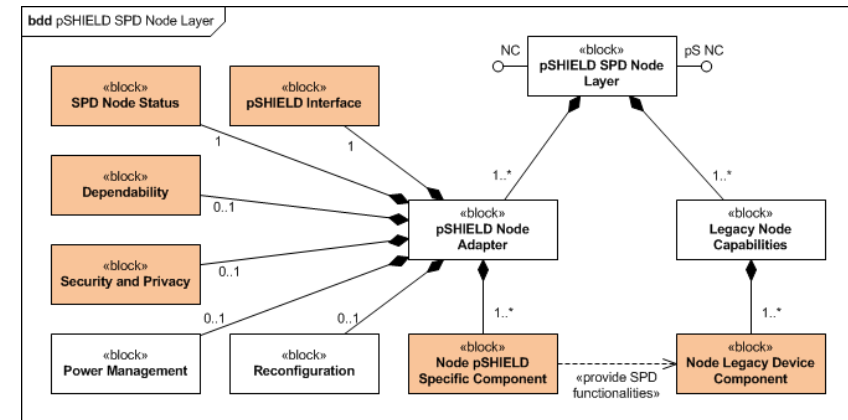 bdd pSHIELD SPD Node Layer
NC
«block»
pSHIELD SPD Node
Layer
pS NC
«block»
SPD Node Status
1
«block»
pSHIELD Interface
1
«block»
Dependability
0..1
1..*
1..*
«block»
pSHIELD Node
Adapter
«block»
Legacy Node
Capabilities
«block»
Security and Privacy
0..1
0..1
0..1
1..*
1..*
«block»
Power Management
«block»
Reconfiguration
«block»
Node pSHIELD
Specific Component
«provide SPD
functionalities»
«block»
Node Legacy Device
Component